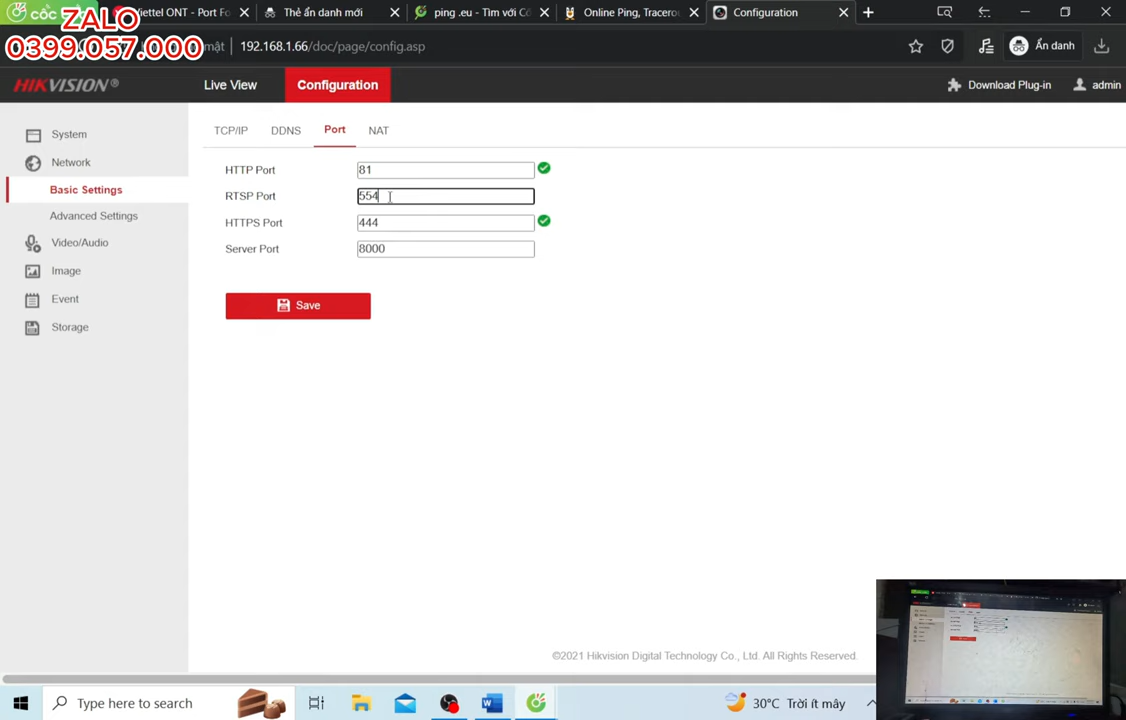 CỐC CỐC
Viettel ONT - Port Fo
Thẻ ẩn danh mới
ping .eu - Tìm với Cố
Online Ping, Tracerou
Configuration
ZALO
0399.057.000
mật
192.168.1.66/doc/page/config.asp
Ẩn danh
HIKVISION®
Live View
Configuration
Download Plug-in
admin
System
Network
Basic Settings
Advanced Settings
Video/Audio
Image
Event
Storage
TCP/IP
DDNS
Port
NAT
HTTP Port
81
RTSP Port
554
HTTPS Port
444
Server Port
8000
Save
©2021 Hikvision Digital Technology Co., Ltd. All Rights Reserved.
Type here to search
30°C Trời ít mây